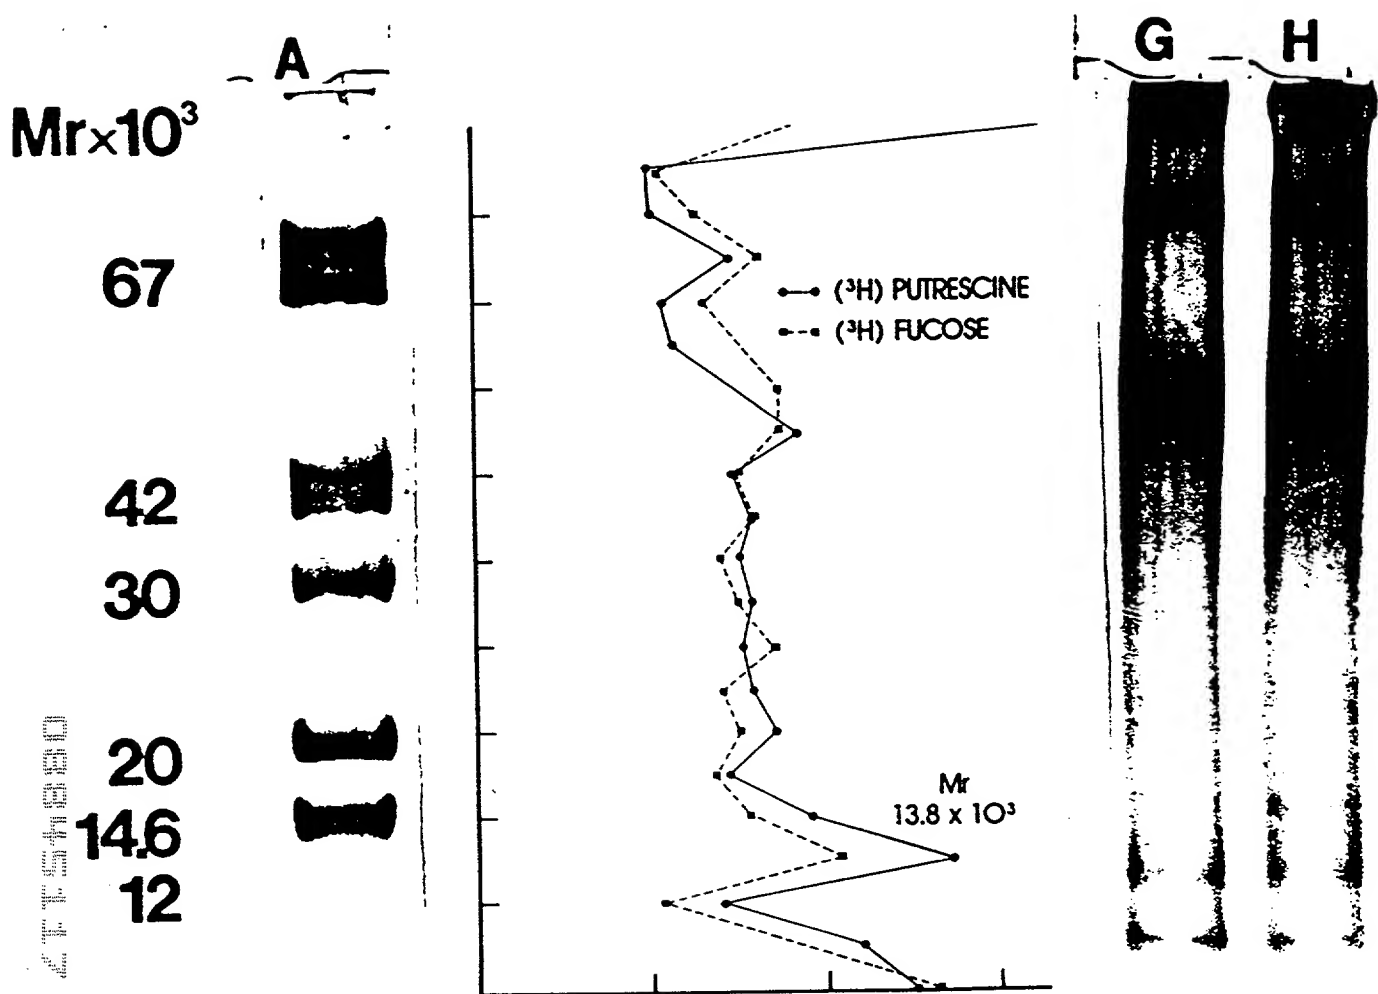 A
G H
Mr×10³
67
(³H) PUTRESCINE
(³H) FUCOSE
42
30
20
Mr
13.8 x 10³
14.6
12